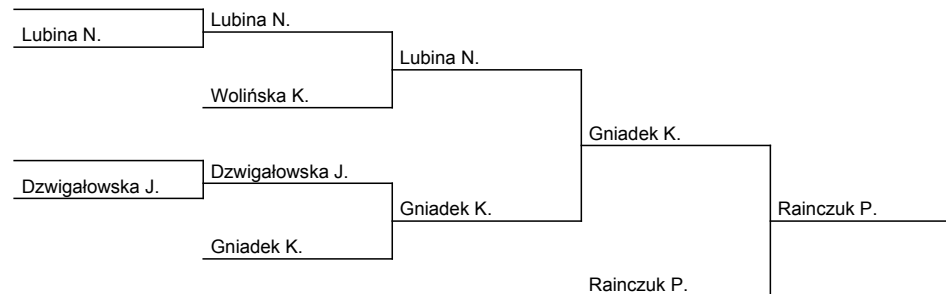 Lubina N.
Lubina N.
Lubina N.
Wolińska K.
Gniadek K.
Dzwigałowska J.
Dzwigałowska J.
Gniadek K.
Rainczuk P.
Gniadek K.
Rainczuk P.